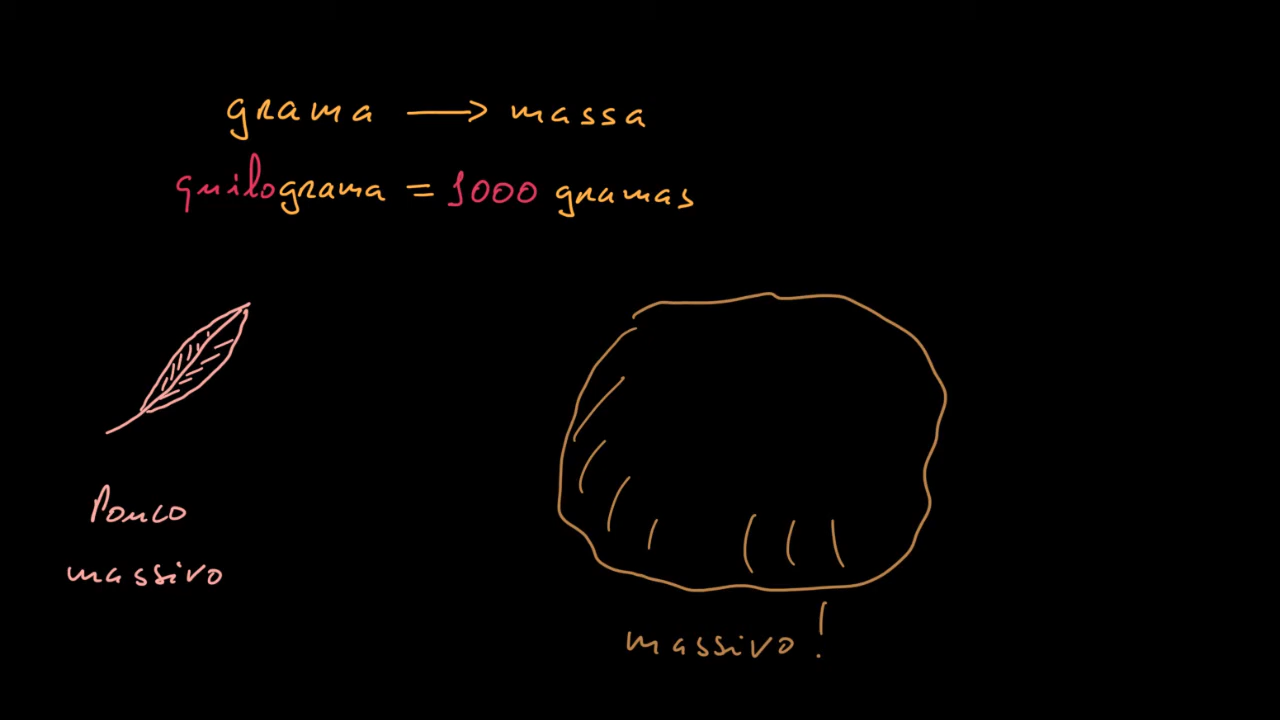 grama → massa
quilograma = 1000 gramas
Pouco
massivo
massivo!